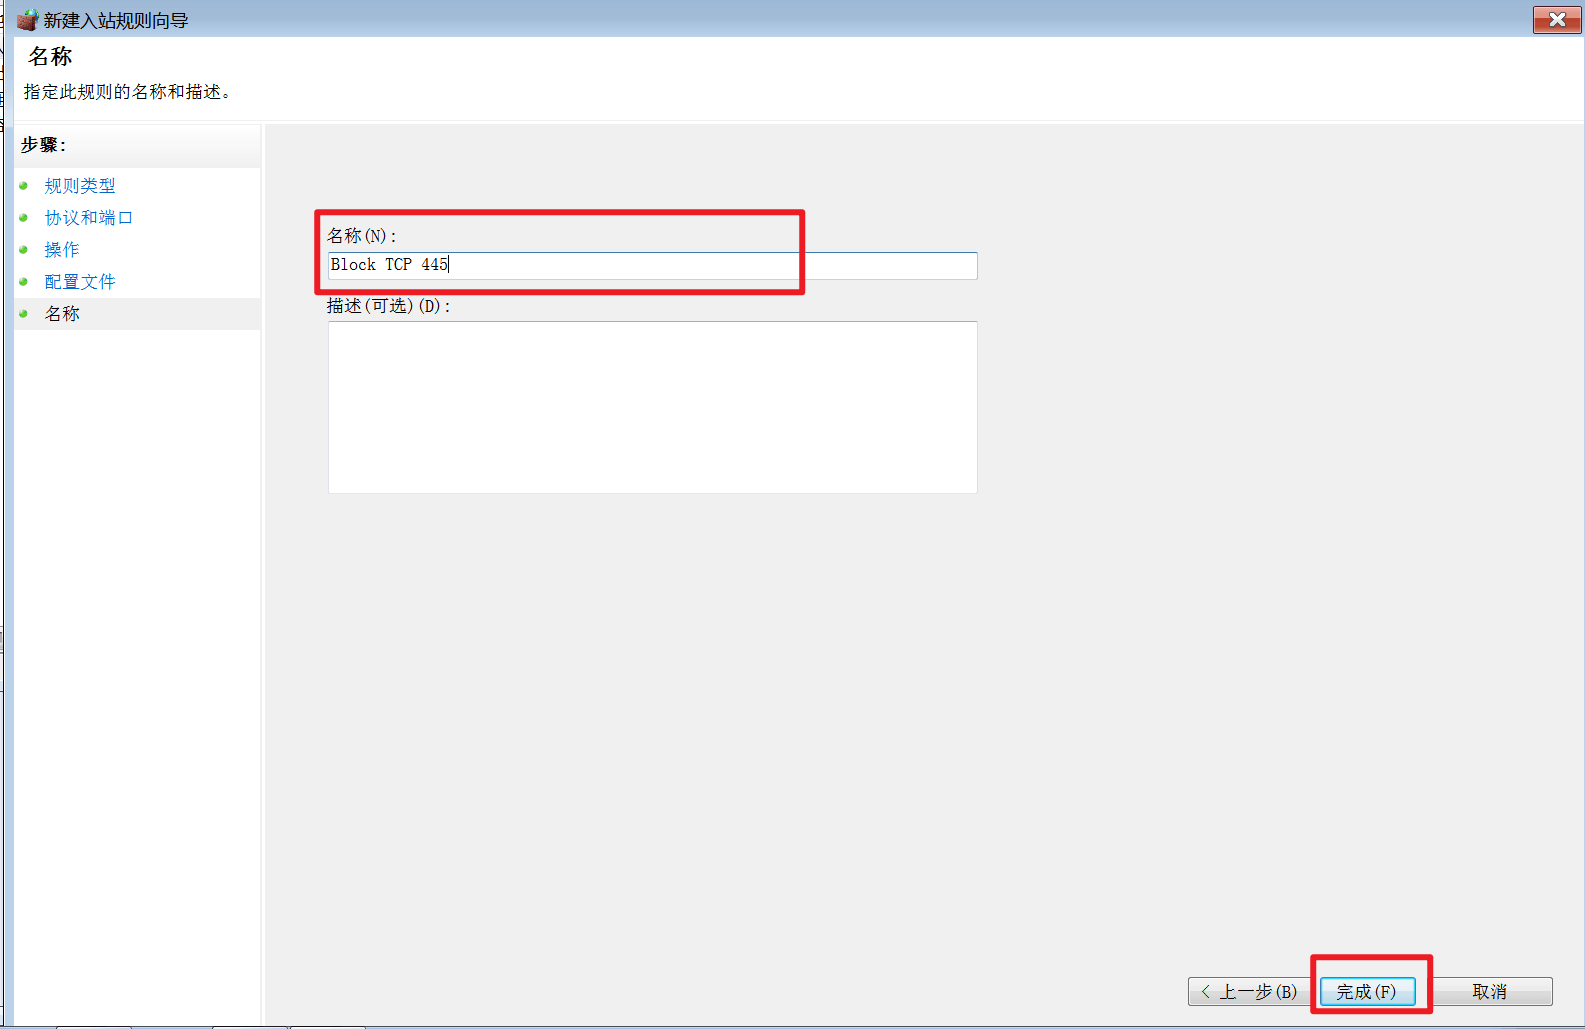 新建入站规则向导
名称
指定此规则的名称和描述。
步骤:
规则类型
协议和端口
操作
配置文件
名称
名称(N):
Block TCP 445
描述(可选)(D):
< 上一步(B)
完成(F)
取消